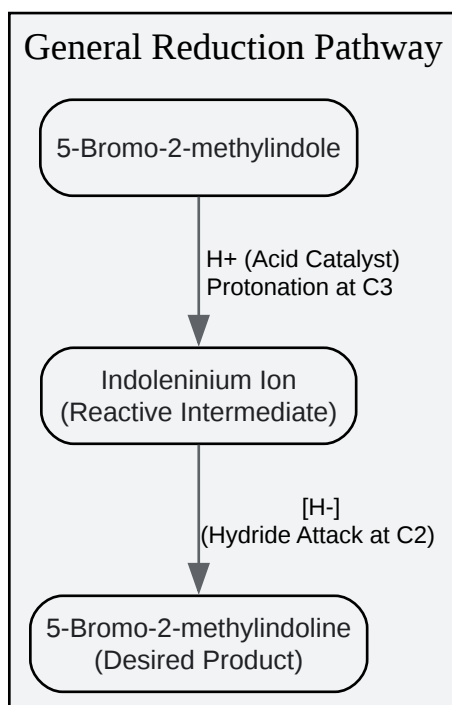 General Reduction Pathway
5-Bromo-2-methylindole
H+ (Acid Catalyst)
Protonation at C3
Indoleninium Ion
(Reactive Intermediate)
[H-]
(Hydride Attack at C2)
5-Bromo-2-methylindoline
(Desired Product)